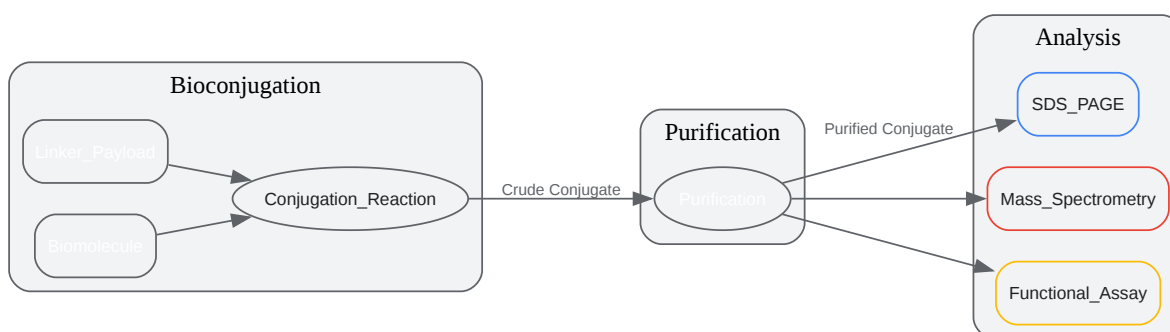 Bioconjugation
Linker_Payload
Biomolecule
Conjugation_Reaction
Crude Conjugate
Purification
Purification
Purified Conjugate
Analysis
SDS_PAGE
Mass_Spectrometry
Functional_Assay